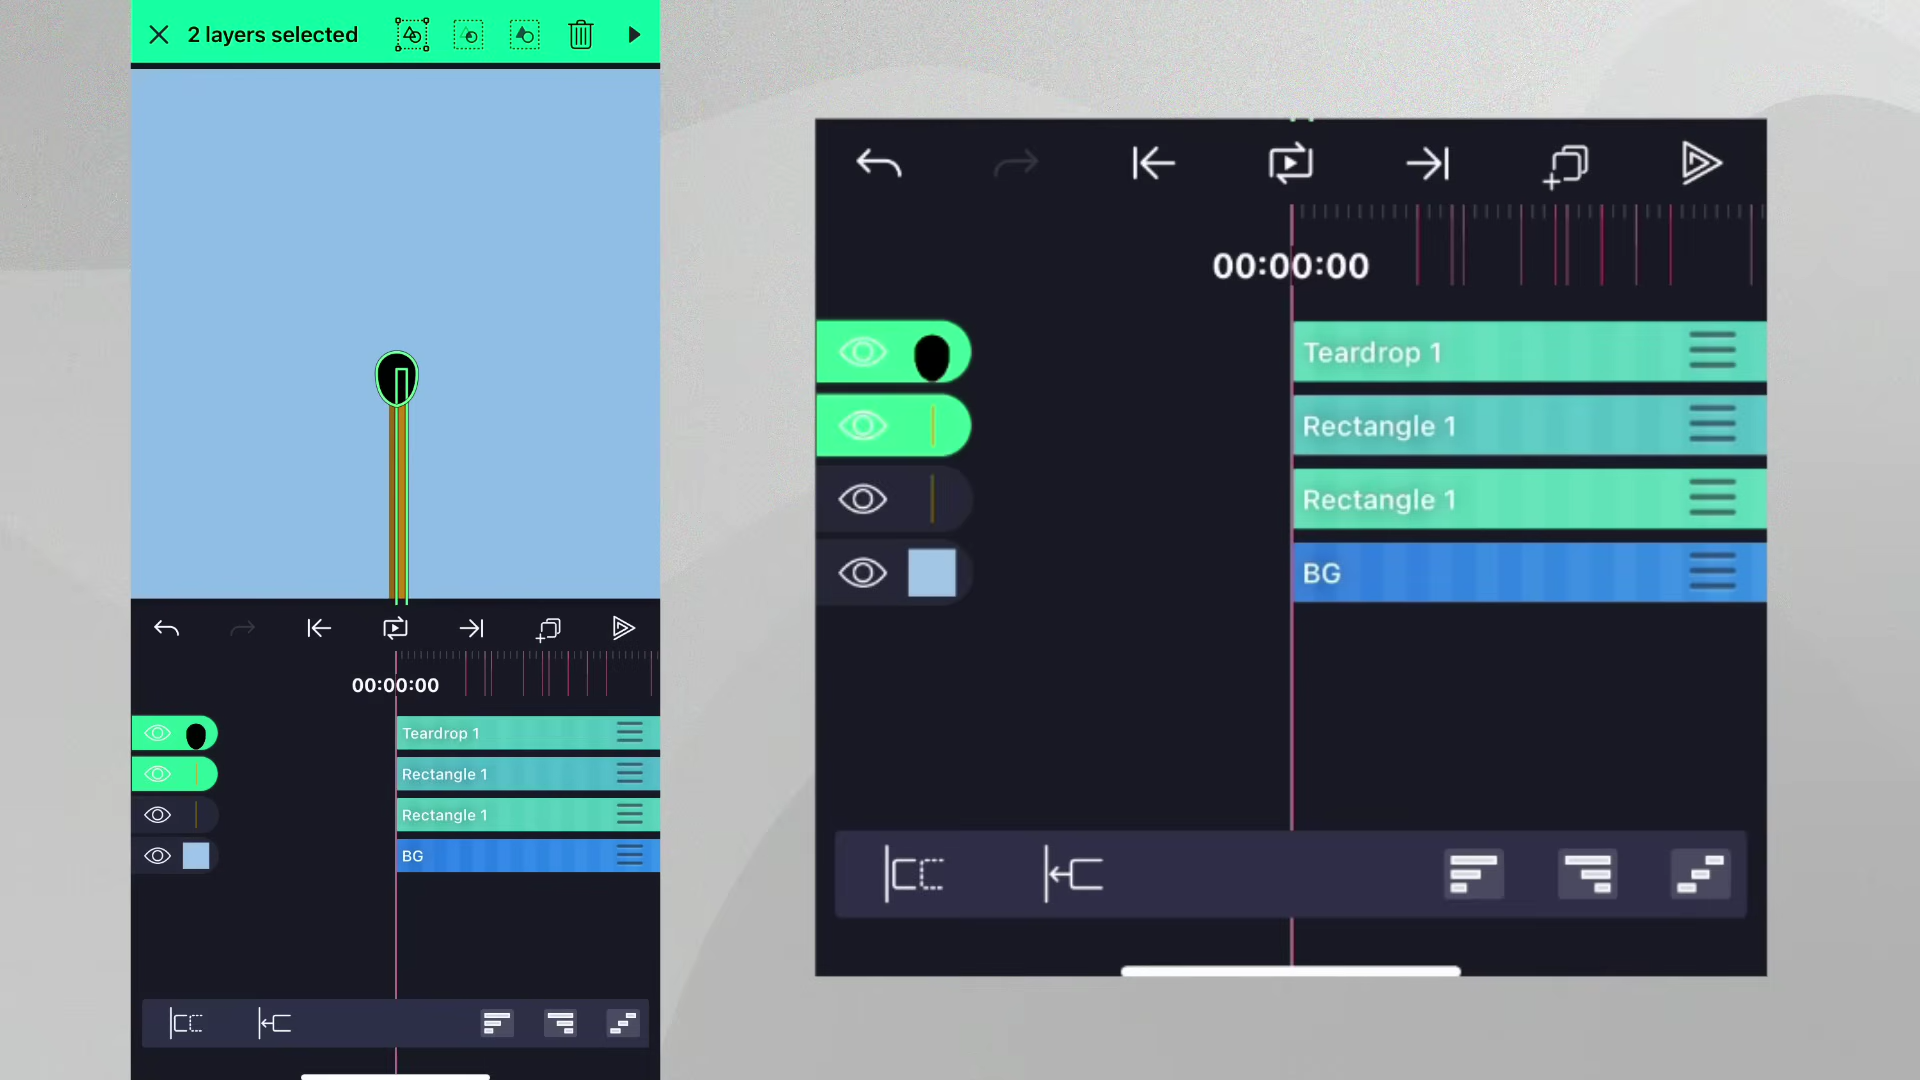 2 layers selected
00:00:00
Teardrop 1
Rectangle 1
Rectangle 1
BG
00:00:00
Teardrop 1
Rectangle 1
Rectangle 1
BG